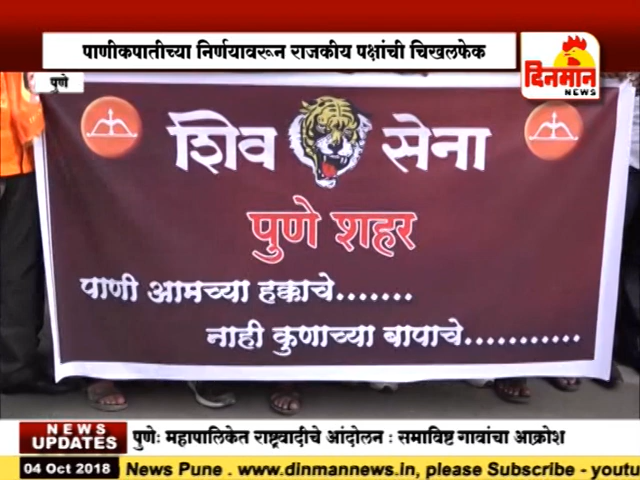 पाणीकपातीच्या निर्णयावरून राजकीय पक्षांची चिखलफेक
दिनमान
NEWS
पुणे
शिव सेना
पुणे शहर
पाणी आमच्या हक्काचे.......
नाही कुणाच्या बापाचे...........
NEWS
UPDATES
पुणे: महापालिकेत राष्ट्रवादीचे आंदोलन : समाविष्ट गावांचा आक्रोश
04 Oct 2018
News Pune . www.dinmannews.in, please Subscribe - youtu